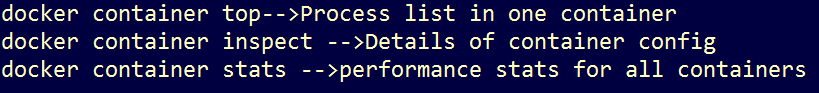 docker container top-->Process list in one container
docker container inspect -->Details of container config
docker container stats -->performance stats for all containers